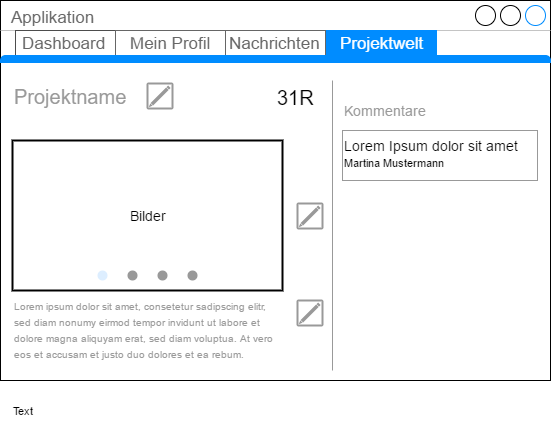 Applikation
Dashboard
Mein Profil
Nachrichten
Projektwelt
Projektname
31R
Kommentare
Lorem Ipsum dolor sit amet
Martina Mustermann
Bilder
Lorem ipsum dolor sit amet, consetetur sadipscing elitr,
sed diam nonumy eirmod tempor invidunt ut labore et
dolore magna aliquyam erat, sed diam voluptua. At vero
eos et accusam et justo duo dolores et ea rebum.
Text